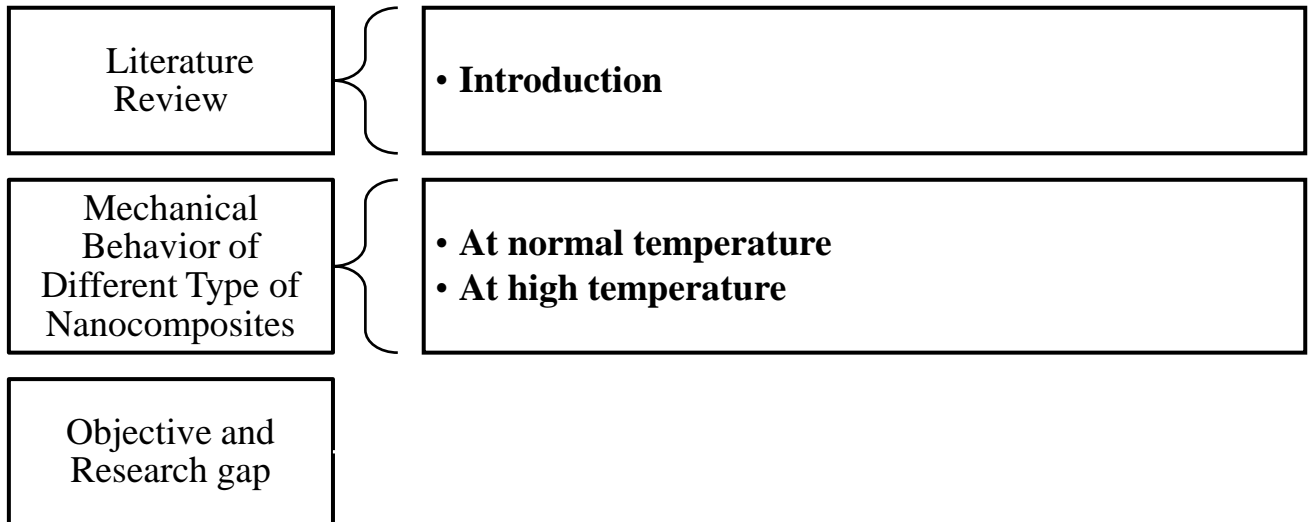 Literature
Review
• Introduction
Mechanical
Behavior of
Different Type of
Nanocomposites
• At normal temperature
• At high temperature
Objective and
Research gap